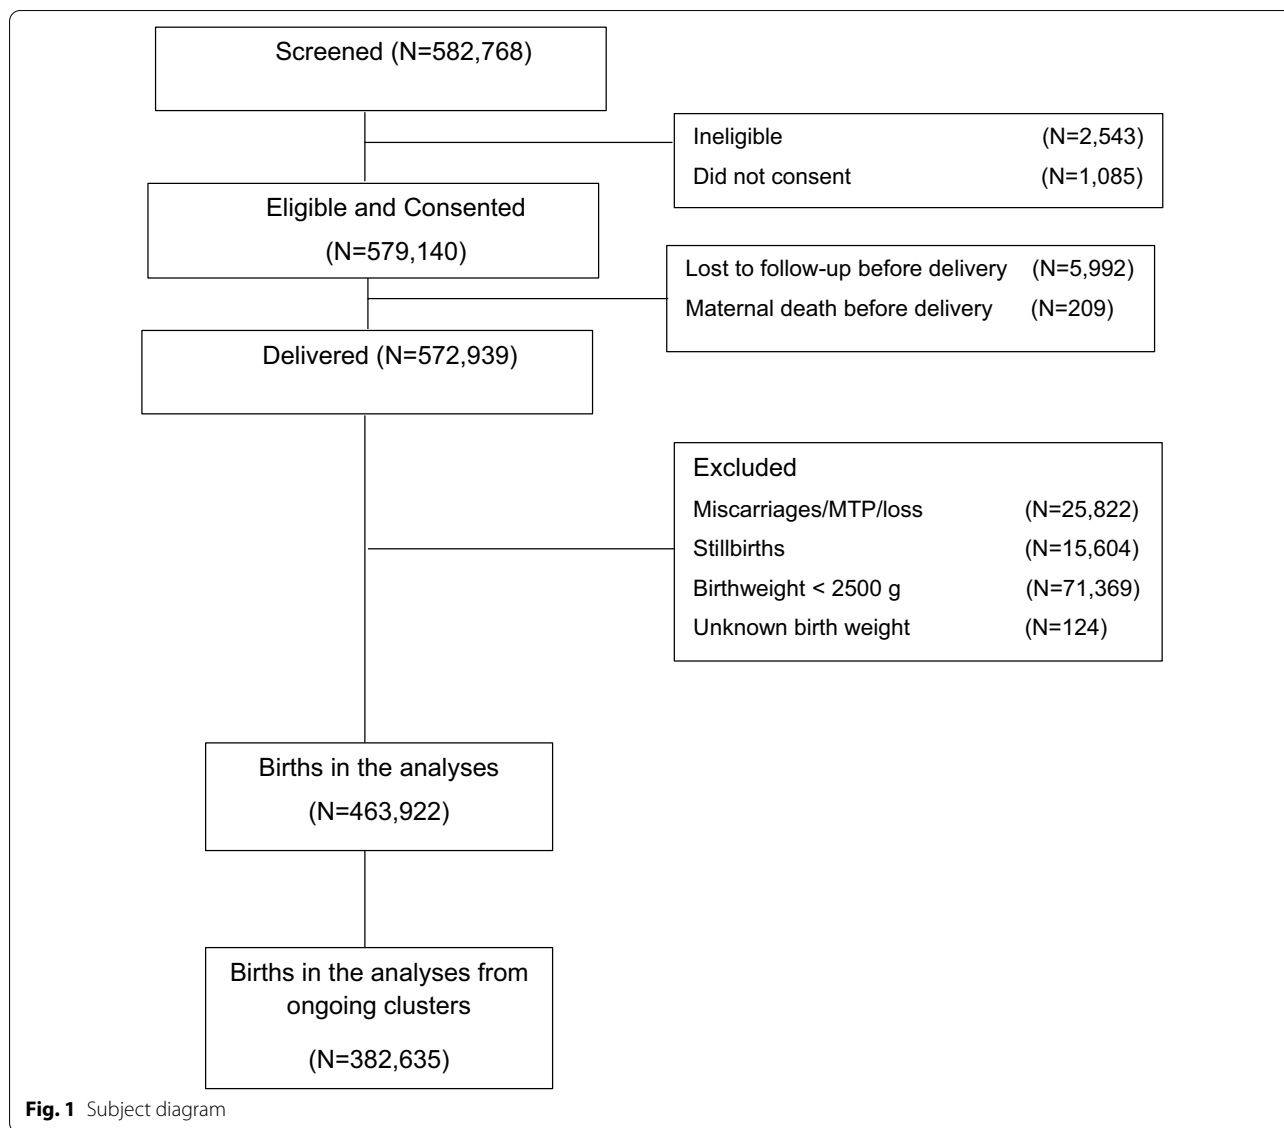 Screened (N=582,768)
Ineligible (N=2,543)
Did not consent (N=1,085)
Eligible and Consented
(N=579,140)
Lost to follow-up before delivery (N=5,992)
Maternal death before delivery (N=209)
Delivered (N=572,939)
Excluded
Miscarriages/MTP/loss (N=25,822)
Stillbirths (N=15,604)
Birthweight < 2500 g (N=71,369)
Unknown birth weight (N=124)
Births in the analyses
(N=463,922)
Births in the analyses from
ongoing clusters
(N=382,635)
Fig. 1 Subject diagram